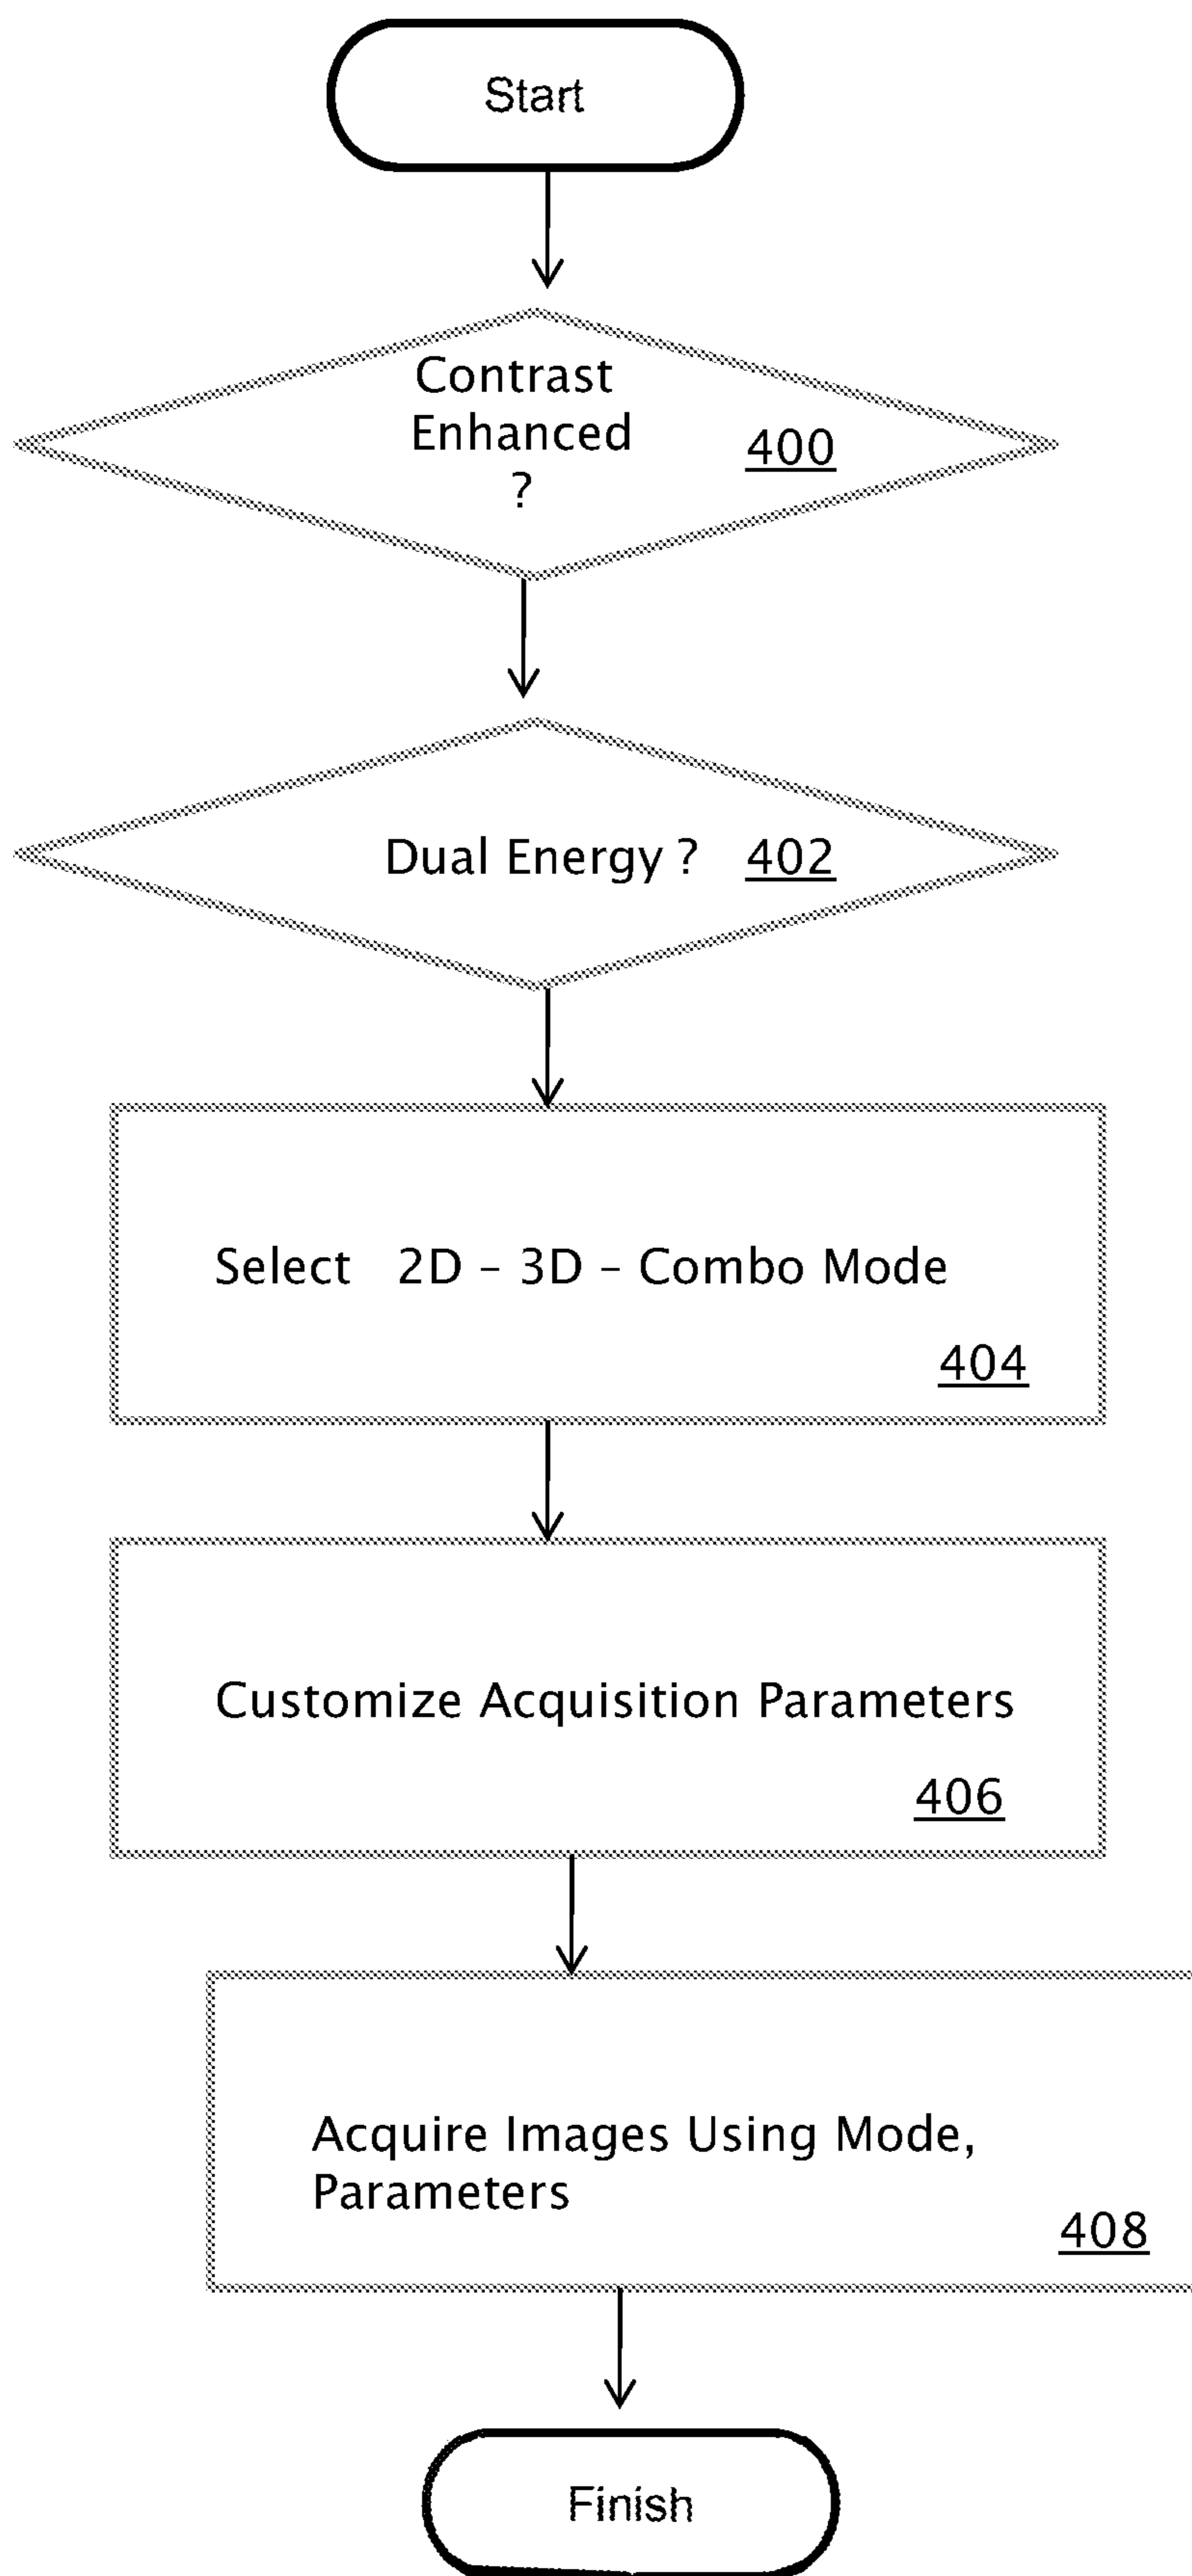 Start
Contrast
Enhanced
?
400
Dual Energy ? 402
Select 2D – 3D – Combo Mode
404
Customize Acquisition Parameters
406
Acquire Images Using Mode,
Parameters
408
Finish